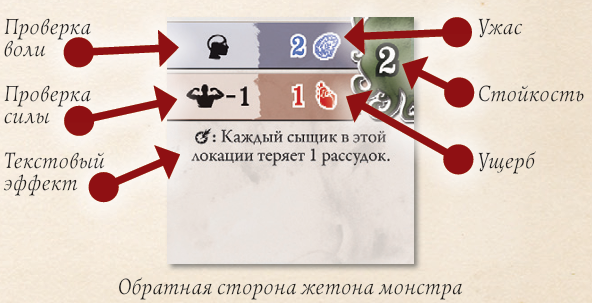 Проверка
воли
2
Ужас
2
Проверка
силы
-1
1
Стойкость
Текстовый
эффект
: Каждый сыщик в этой
локации теряет 1 рассудок.
Ущерб
Обратная сторона жетона монстра